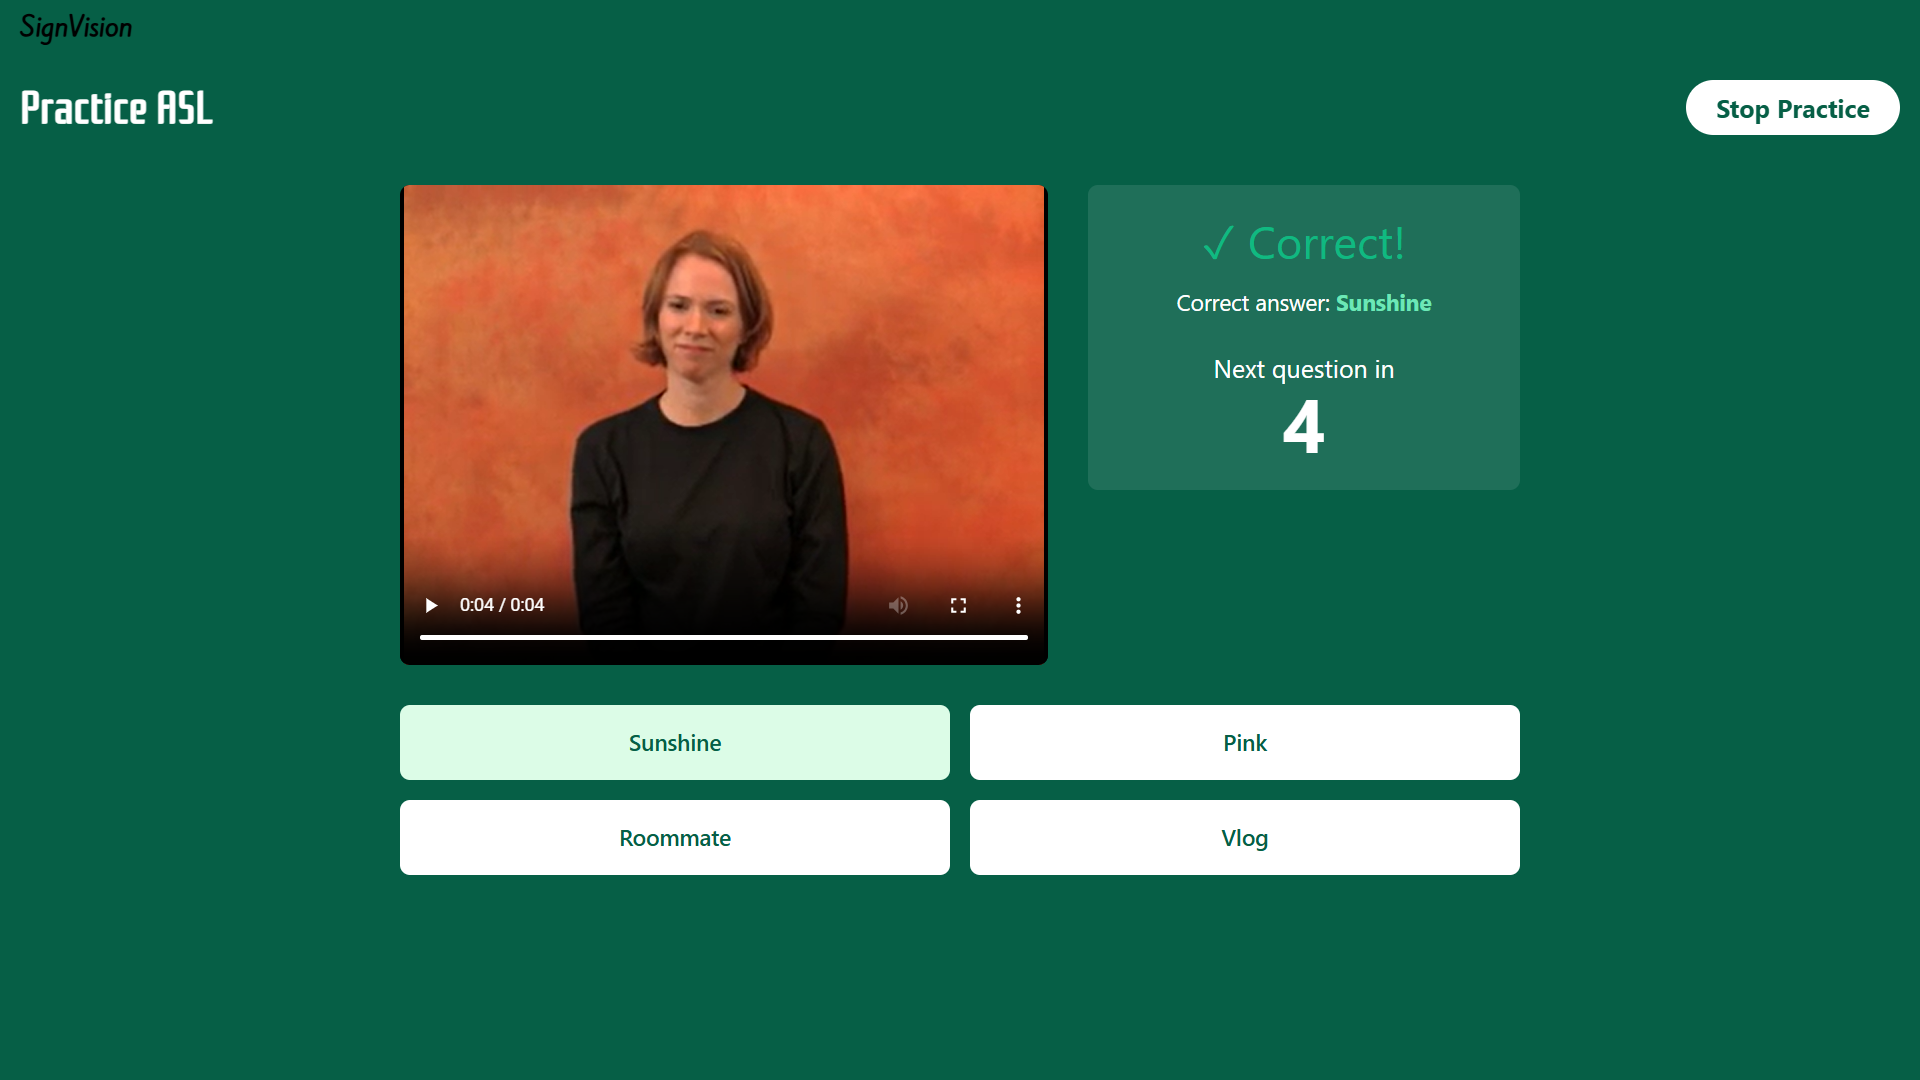 SignVision
Practice ASL
Stop Practice
✓ Correct!
Correct answer: Sunshine
Next question in
4
0:04 / 0:04
Sunshine
Pink
Roommate
Vlog